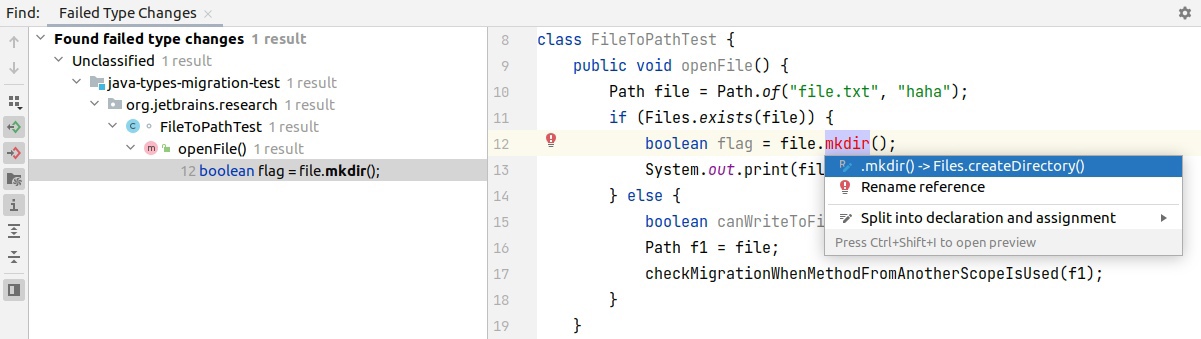 Find: Failed Type Changes
Found failed type changes 1 result
Unclassified 1 result
java-types-migration-test 1 result
org.jetbrains.research 1 result
FileToPathTest 1 result
openFile() 1 result
12 boolean flag = file.mkdir();
8 class FileToPathTest {
9 public void openFile() {
10 Path file = Path.of("file.txt", "haha");
11 if (Files.exists(file)) {
12 boolean flag = file.mkdir();
13 System.out.print(fil
14 } else {
15 boolean canWriteToFi
16 Path f1 = file;
17 checkMigrationWhenMethodFromAnotherScopeIsUsed(f1);
18 }
19 }
.mkdir() -> Files.createDirectory()
Rename reference
Split into declaration and assignment
Press Ctrl+Shift+I to open preview